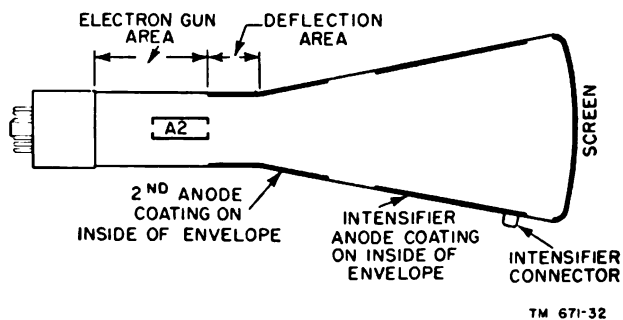 ELECTRON GUN
AREA
DEFLECTION
AREA
A2
SCREEN
2ND ANODE
COATING ON
INSIDE OF ENVELOPE
INTENSIFIER
ANODE COATING
ON INSIDE OF
ENVELOPE
INTENSIFIER
CONNECTOR
TM 671-32